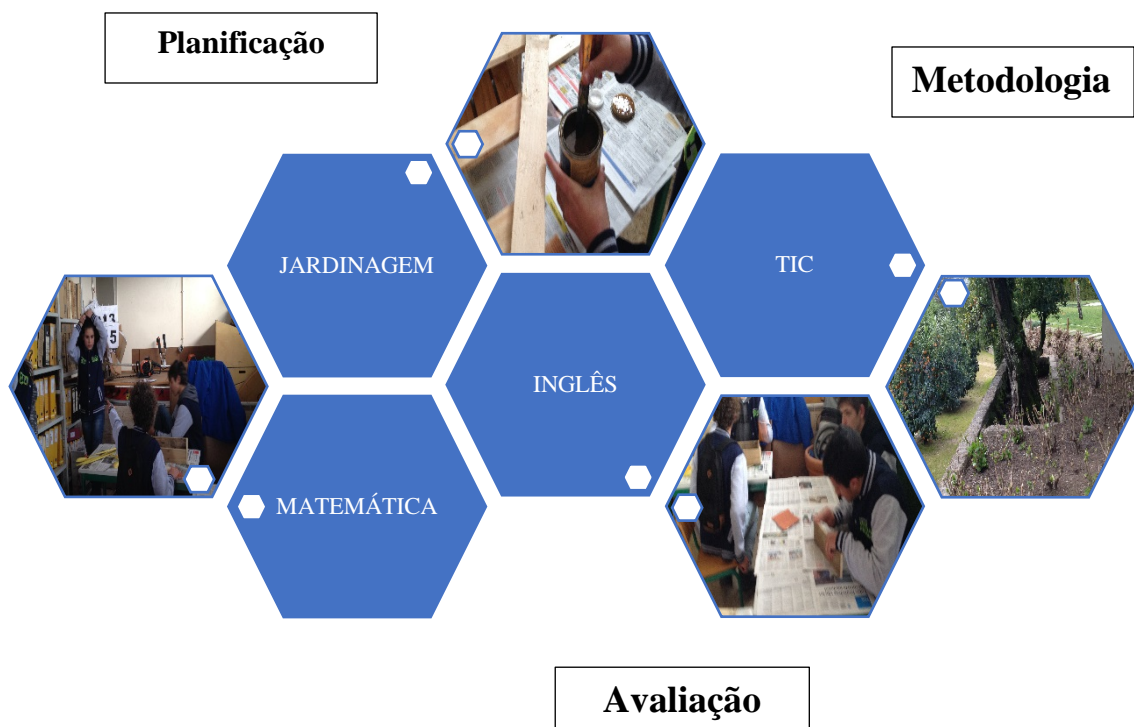 Planificação
Metodologia
JARDINAGEM
TIC
INGLÊS
MATEMÁTICA
Avaliação